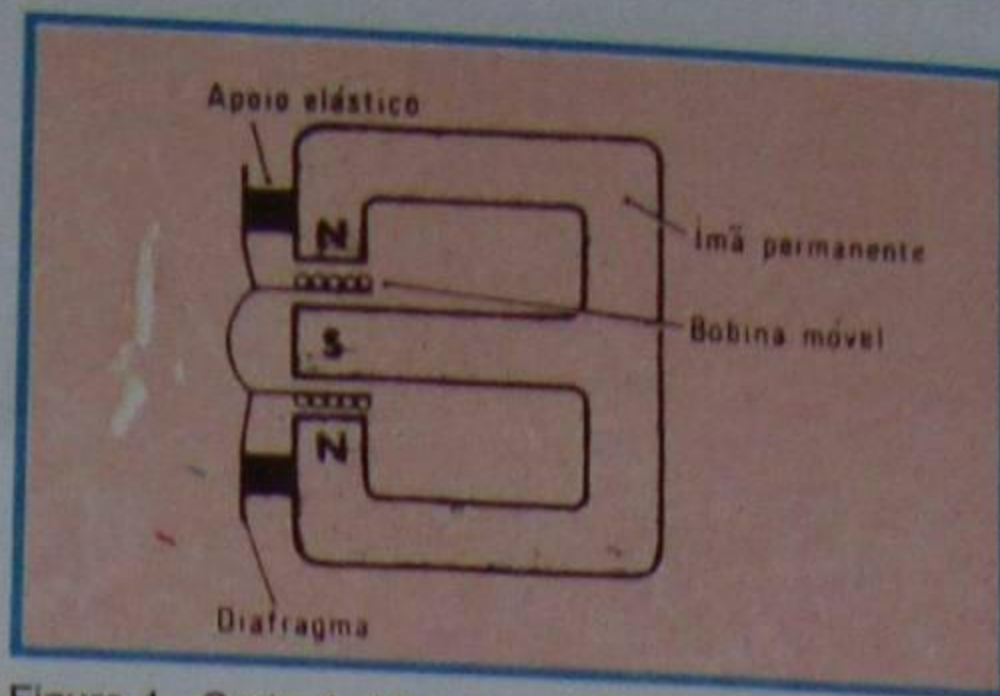 Apoio elástico
N
Imã permanente
Bobina móvel
S
N
Diafragma